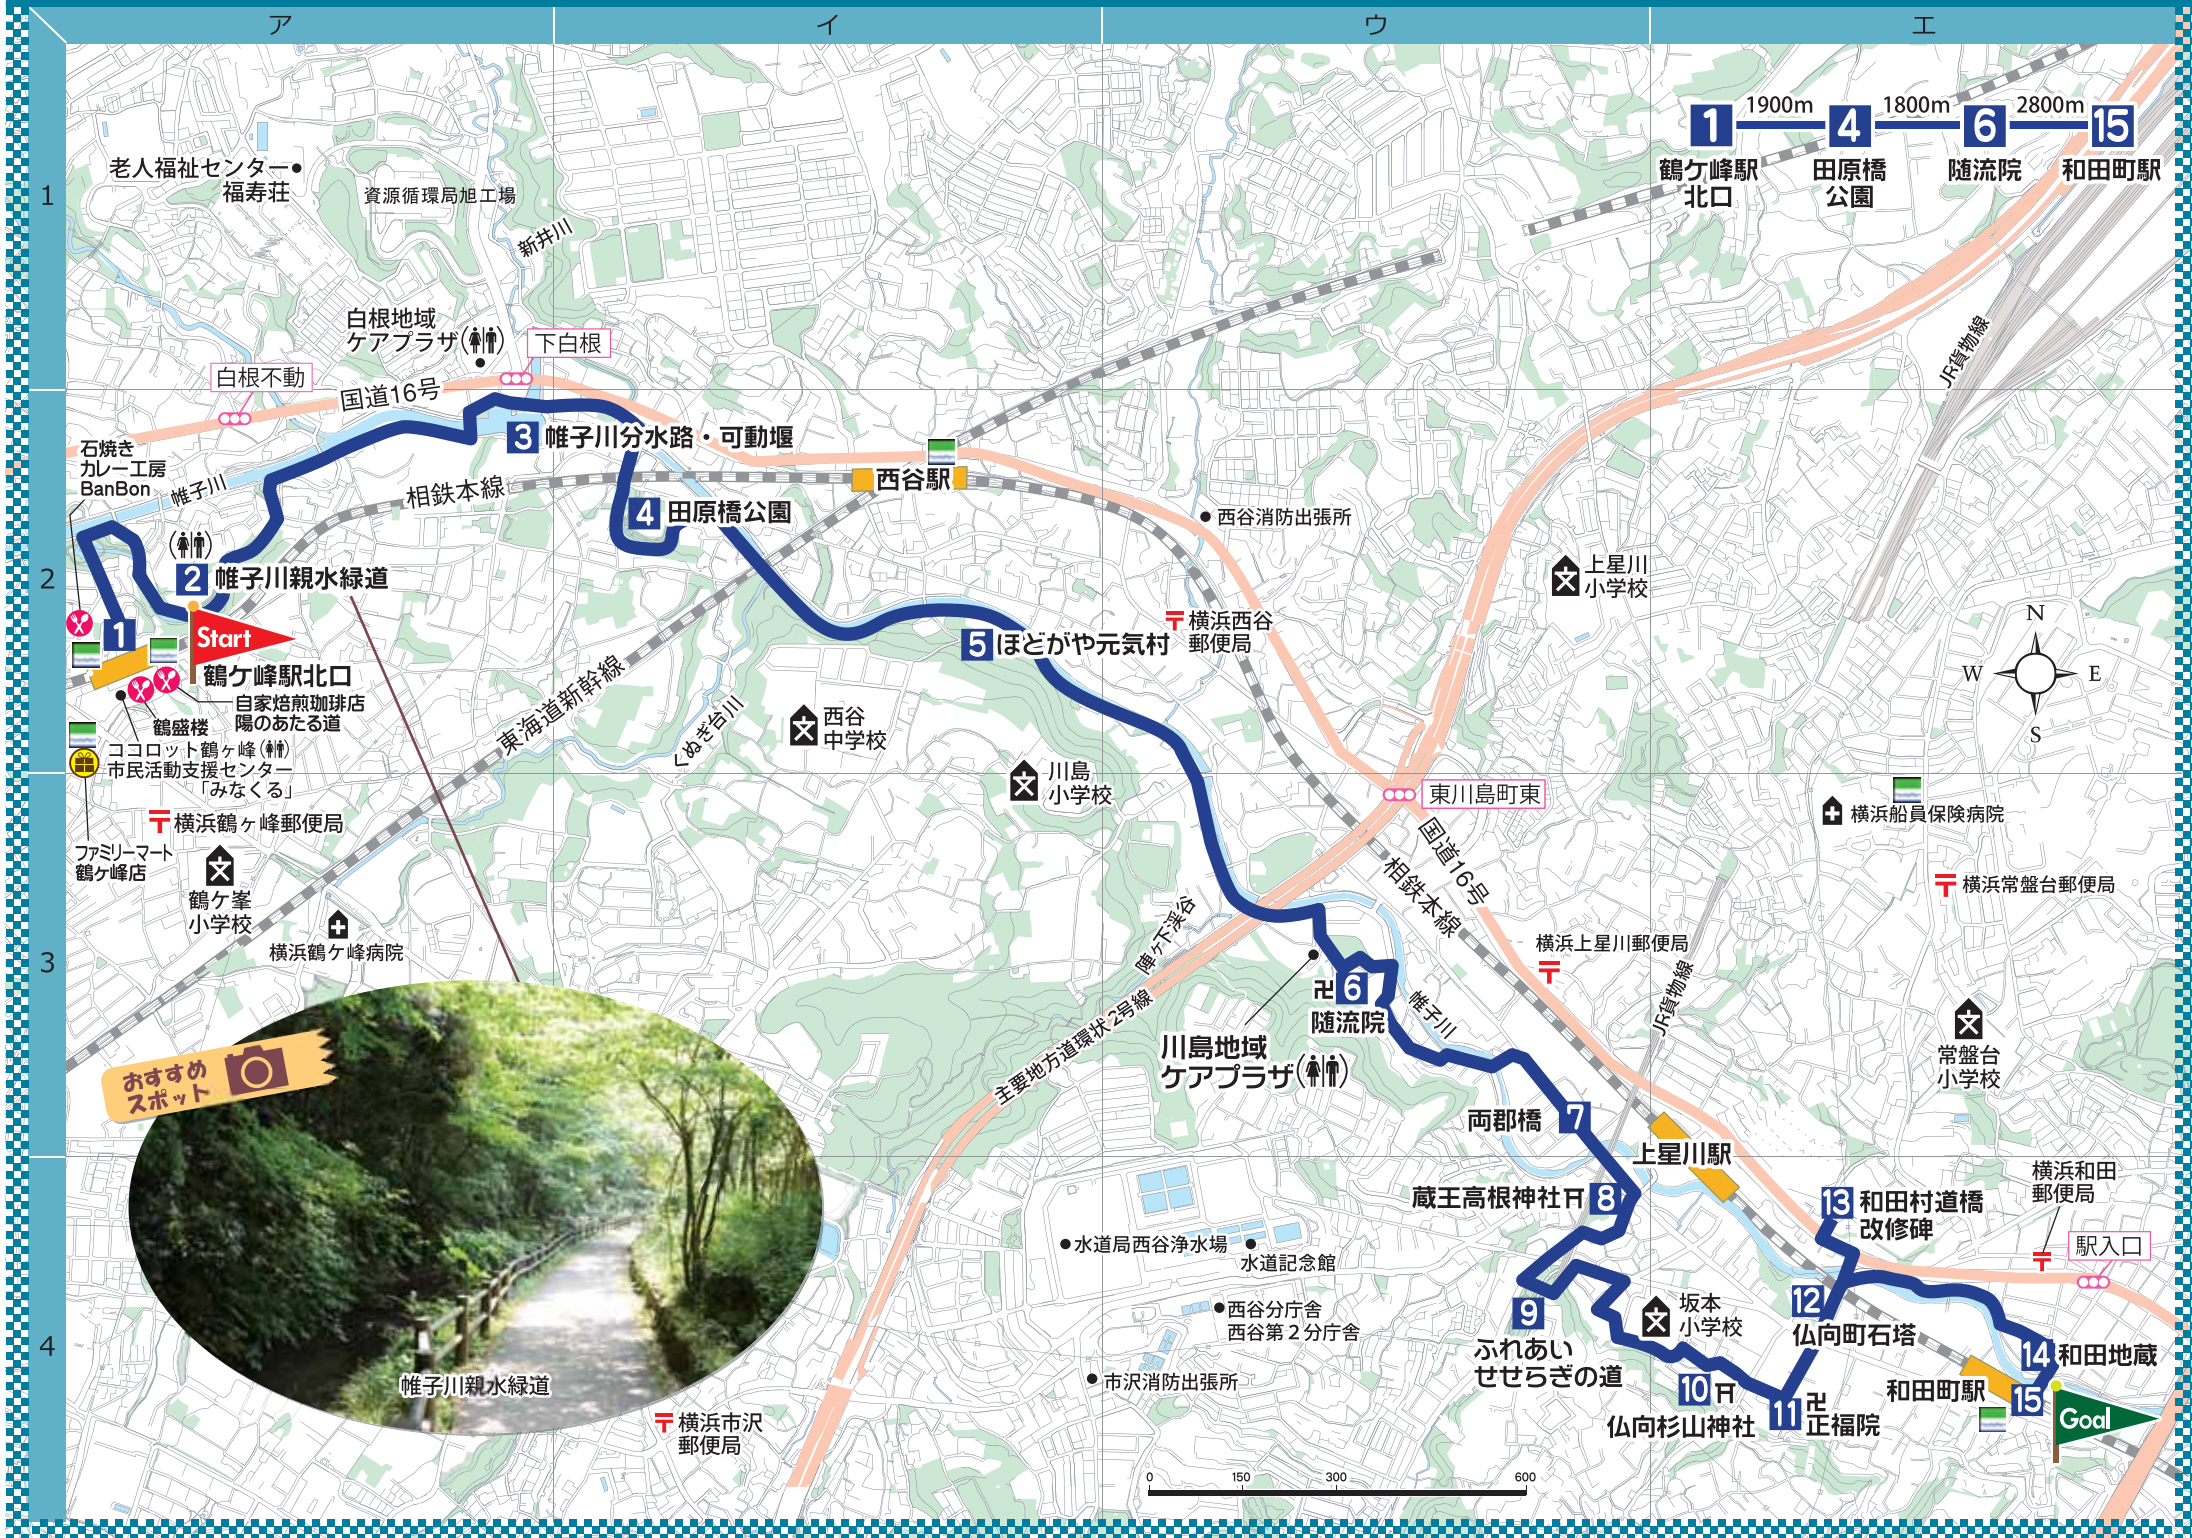 ア
イ
ウ
エ
1
2
3
4
1
1900m
4
1800m
6
2800m
15
鶴ケ峰駅
北口
田原橋
公園
随流院
和田町駅
老人福祉センター
福寿荘
資源循環局旭工場
新井川
白根地域
ケアプラザ
下白根
白根不動
国道16号
JR貨物線
石焼き
カレー工房
BanBon
帷子川
相鉄本線
3
帷子川分水路・可動堰
西谷駅
4
田原橋公園
西谷消防出張所
上星川
小学校
2
帷子川親水緑道
1
Start
鶴ケ峰駅北口
自家焙煎珈琲店
陽のあたる道
鶴盛楼
ココロット鶴ヶ峰
市民活動支援センター
「みなくる」
横浜鶴ヶ峰郵便局
ファミリーマート
鶴ケ峰店
鶴ケ峯
小学校
横浜鶴ケ峰病院
東海道新幹線
くぬぎ台川
西谷
中学校
川島
小学校
5
ほどがや元気村
横浜西谷
郵便局
N
W
E
S
東川島町東
国道16号
相鉄本線
横浜船員保険病院
横浜常盤台郵便局
横浜上星川郵便局
JR貨物線
常盤台
小学校
陣ヶ下渓谷
主要地方道環状2号線
卍
6
随流院
帷子川
川島地域
ケアプラザ
両郡橋
7
上星川駅
蔵王高根神社
8
水道局西谷浄水場
水道記念館
西谷分庁舎
西谷第２分庁舎
市沢消防出張所
9
ふれあい
せせらぎの道
坂本
小学校
10
仏向杉山神社
11
卍
正福院
12
仏向町石塔
13
和田村道橋
改修碑
横浜和田
郵便局
駅入口
14
和田地蔵
和田町駅
15
Goal
おすすめ
スポット
帷子川親水緑道
横浜市沢
郵便局
0
150
300
600